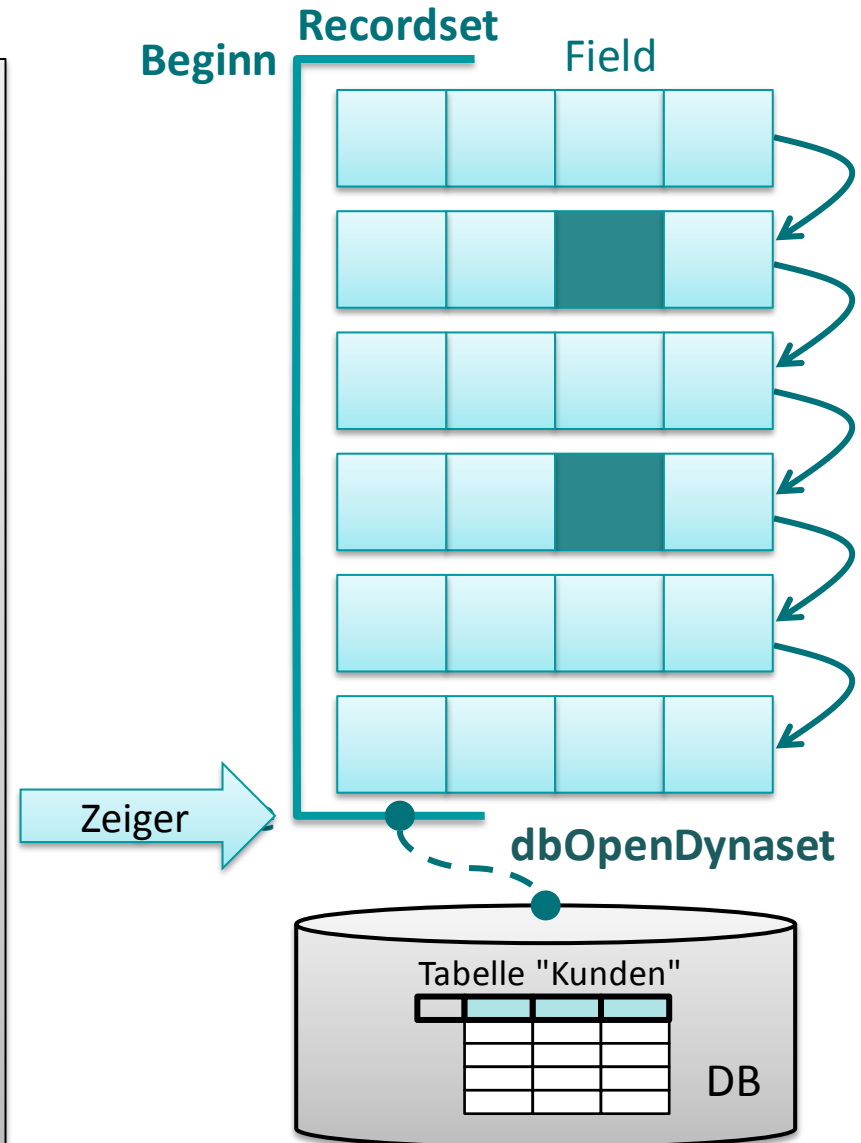 Recordset
Beginn
Field
Zeiger
dbOpenDynaset
Tabelle "Kunden"
DB